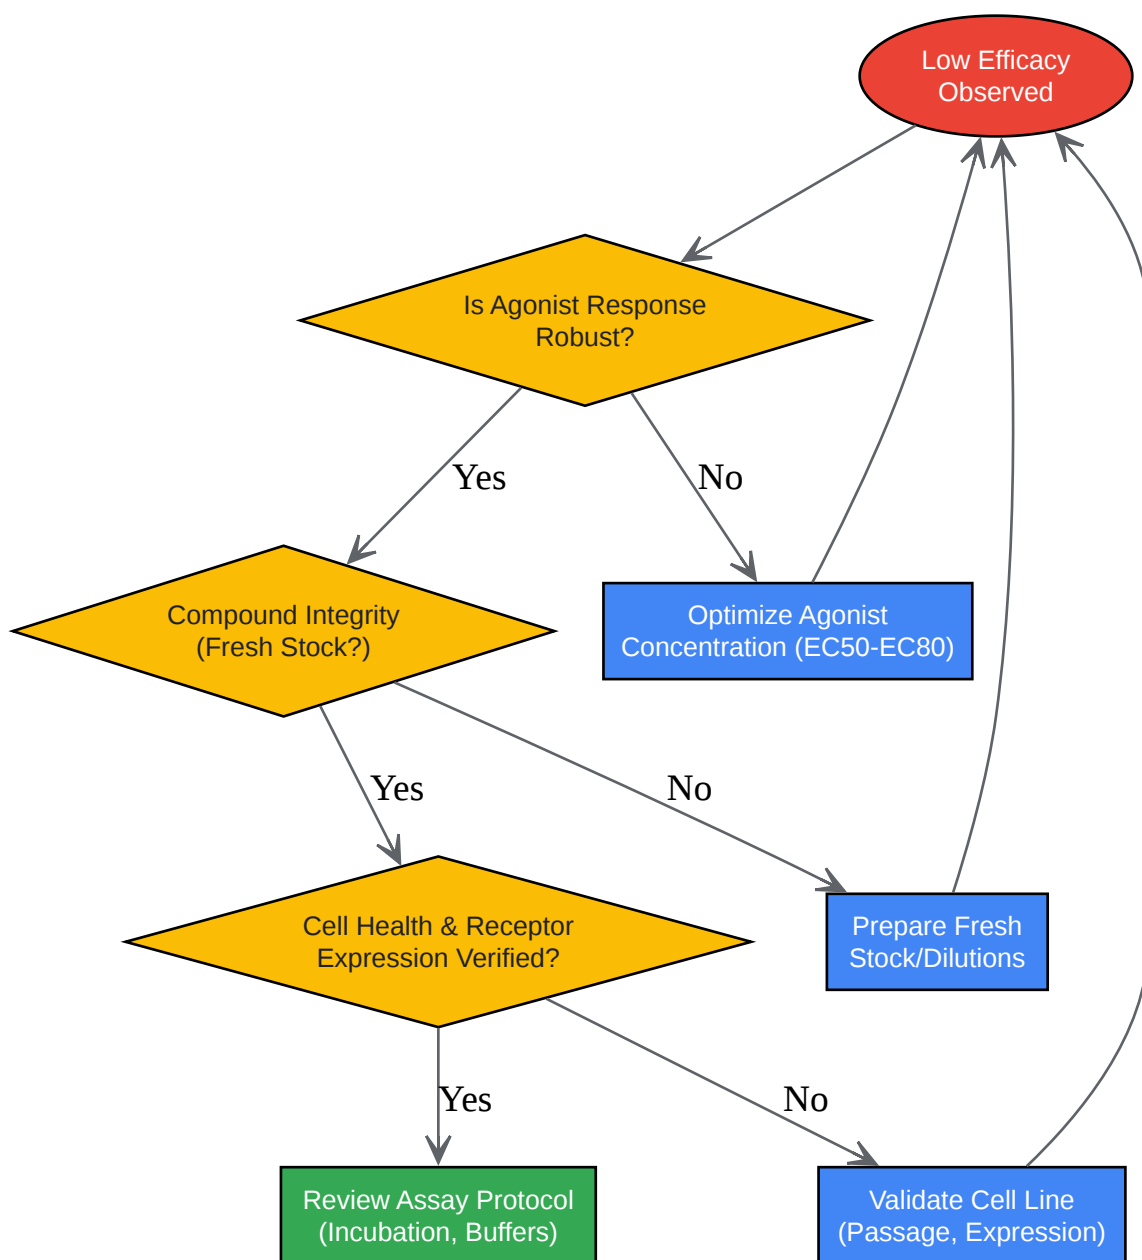 Low Efficacy
Observed
Is Agonist Response
Robust?
Yes
No
Compound Integrity
(Fresh Stock?)
Optimize Agonist
Concentration (EC50-EC80)
Yes
No
Cell Health & Receptor
Expression Verified?
Prepare Fresh
Stock/Dilutions
Yes
No
Review Assay Protocol
(Incubation, Buffers)
Validate Cell Line
(Passage, Expression)